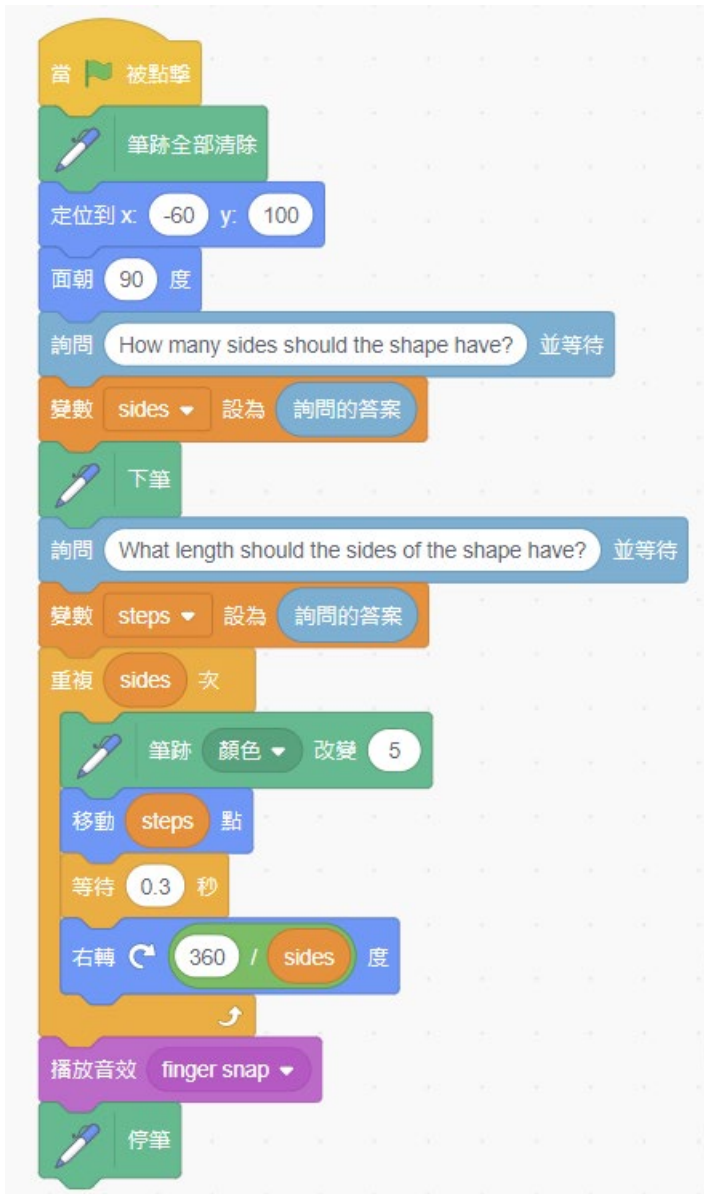 當 被點擊
筆跡全部清除
定位到 x: -60 y: 100
面朝 90 度
詢問 How many sides should the shape have? 並等待
變數 sides 設為 詢問的答案
下筆
詢問 What length should the sides of the shape have? 並等待
變數 steps 設為 詢問的答案
重複 sides 次
筆跡 顏色 改變 5
移動 steps 點
等待 0.3 秒
右轉 360 / sides 度
播放音效 finger snap
停筆